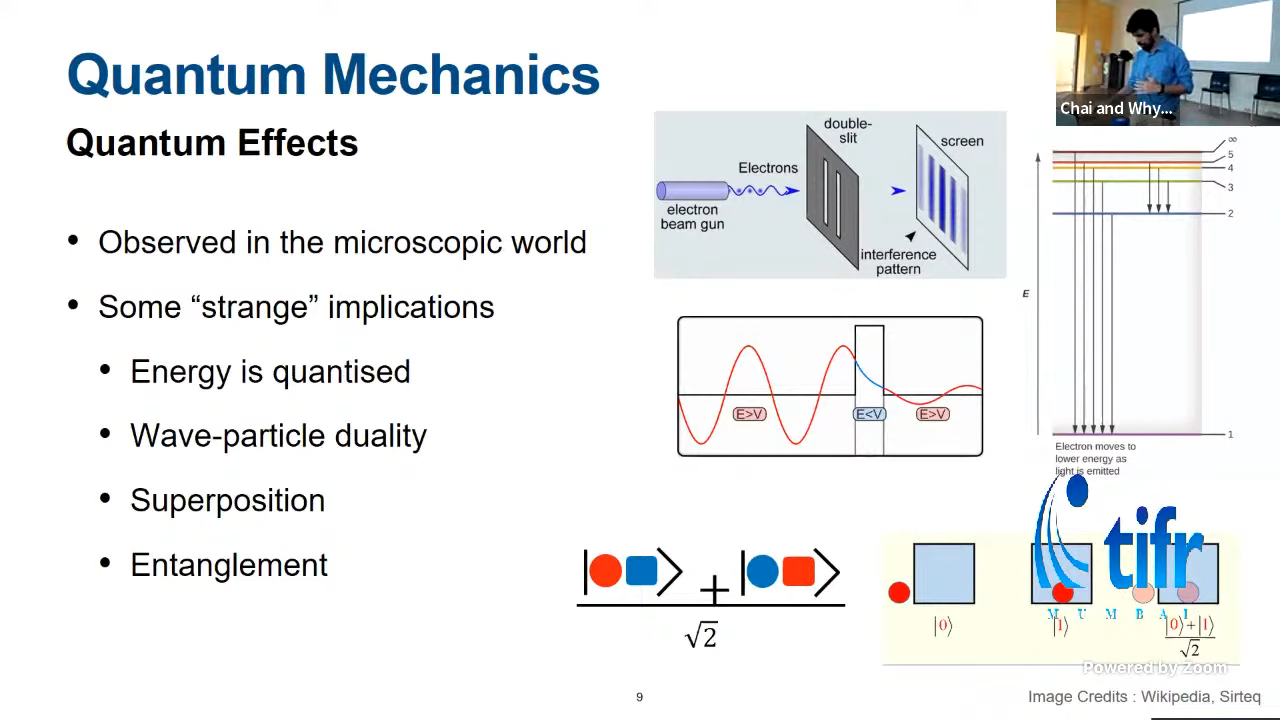 Quantum Mechanics
Quantum Effects
• Observed in the microscopic world
• Some “strange” implications
• Energy is quantised
• Wave-particle duality
• Superposition
• Entanglement
double-
slit
screen
Electrons
electron
beam gun
interference
pattern
E>V
E<V
E>V
Chai and Why...
∞
5
4
3
2
E
1
Electron moves to
lower energy as
light is emitted
tifr
MUMBAI
| > + | >
√2
|0⟩
|1⟩
|0⟩+|1⟩
√2
Powered by Zoom
9
Image Credits : Wikipedia, Sirteq